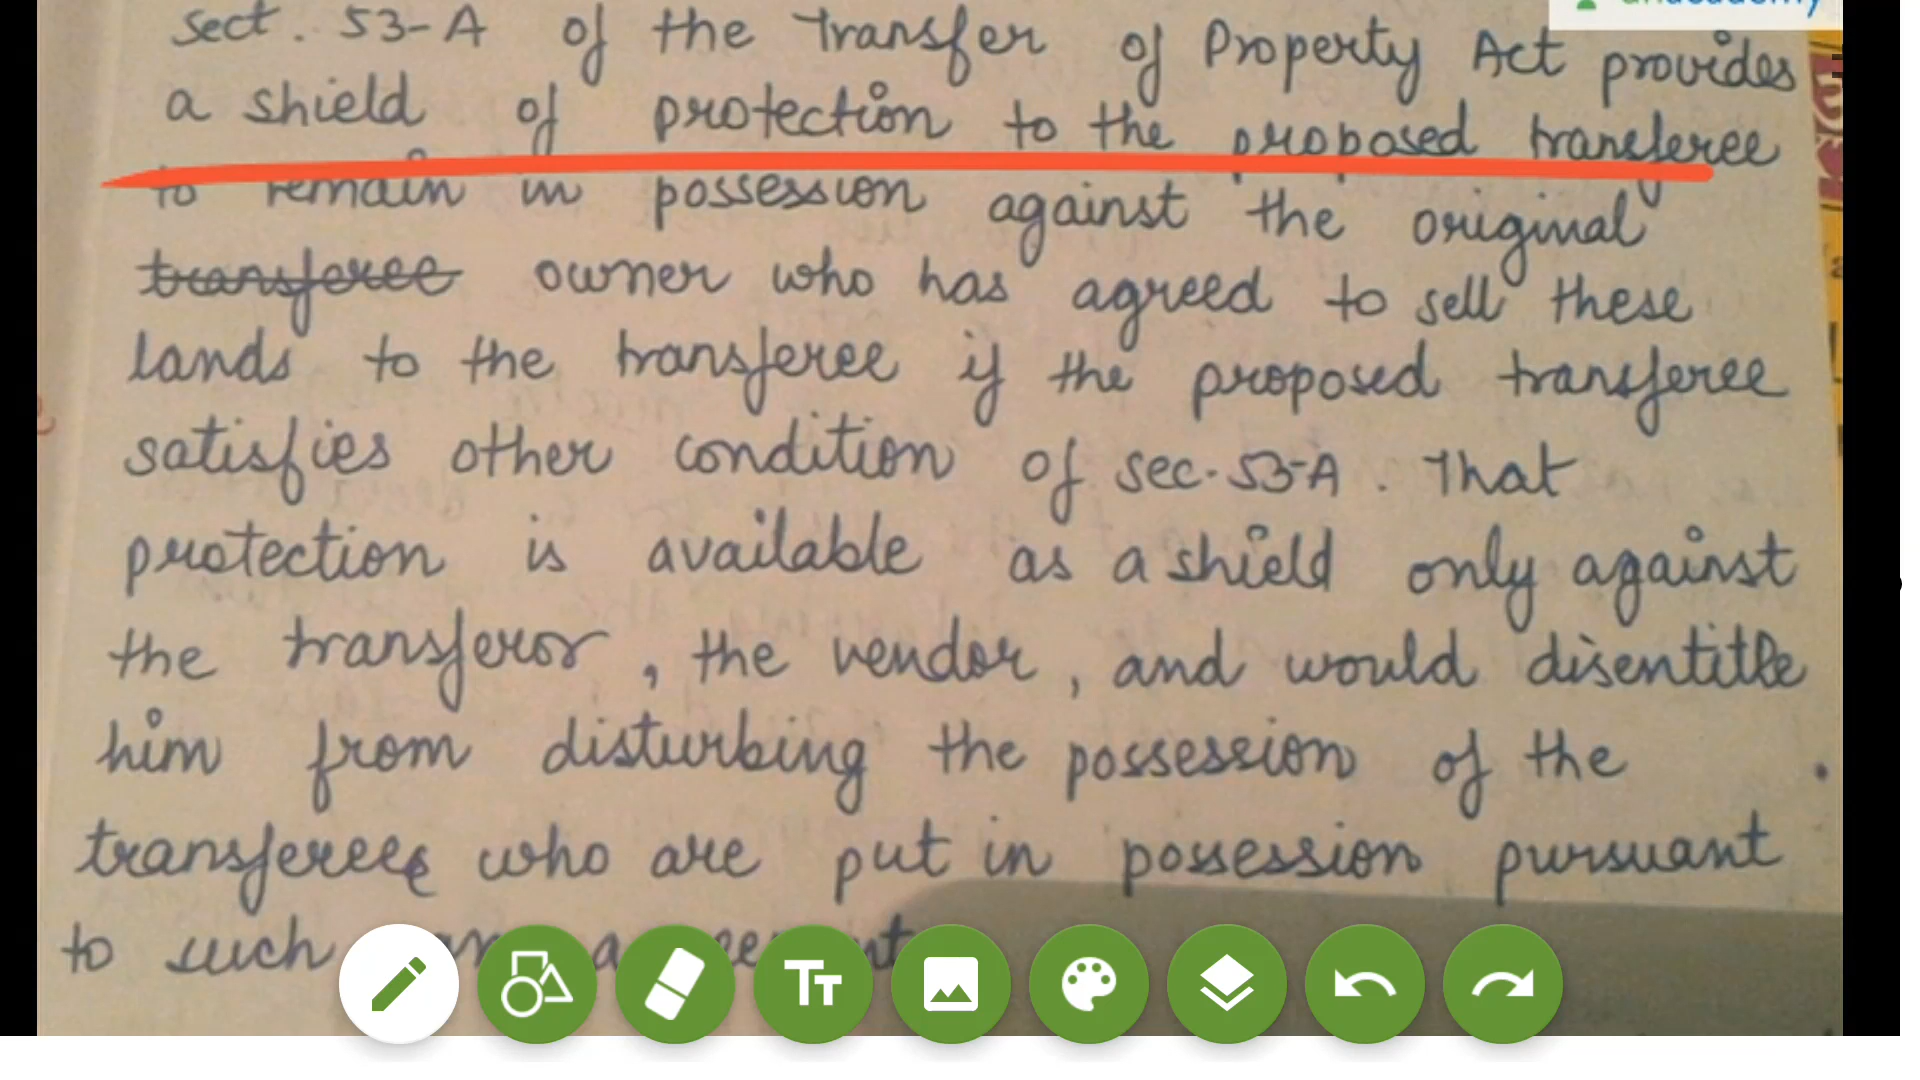 unacademy
Sect. 53-A of the Transfer of Property Act provides
a shield of protection to the proposed transferee
to remain in possession against the original
transferee owner who has agreed to sell these
lands to the transferee if the proposed transferee
satisfies other condition of sec-53-A. That
protection is available as a shield only against
the transferor, the vendor, and would disentitle
him from disturbing the possession of the
transferees who are put in possession pursuant
to such an agreement
TT